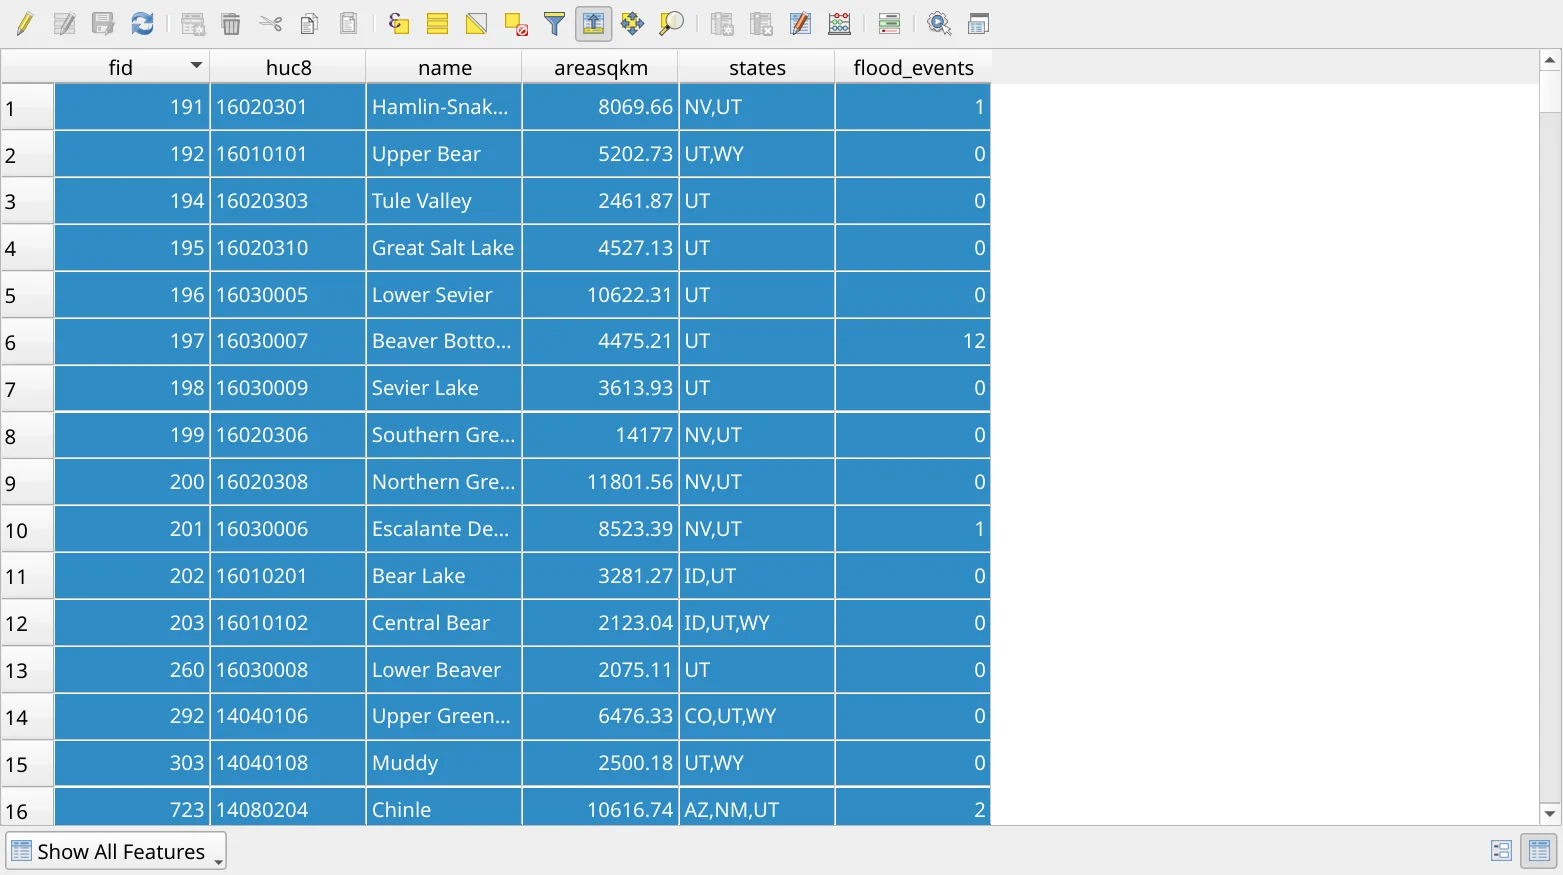 fid huc8 name areasqkm states flood_events
1 191 16020301 Hamlin-Snak... 8069.66 NV,UT 1
2 192 16010101 Upper Bear 5202.73 UT,WY 0
3 194 16020303 Tule Valley 2461.87 UT 0
4 195 16020310 Great Salt Lake 4527.13 UT 0
5 196 16030005 Lower Sevier 10622.31 UT 0
6 197 16030007 Beaver Botto... 4475.21 UT 12
7 198 16030009 Sevier Lake 3613.93 UT 0
8 199 16020306 Southern Gre... 14177 NV,UT 0
9 200 16020308 Northern Gre... 11801.56 NV,UT 0
10 201 16030006 Escalante De... 8523.39 NV,UT 1
11 202 16010201 Bear Lake 3281.27 ID,UT 0
12 203 16010102 Central Bear 2123.04 ID,UT,WY 0
13 260 16030008 Lower Beaver 2075.11 UT 0
14 292 14040106 Upper Green... 6476.33 CO,UT,WY 0
15 303 14040108 Muddy 2500.18 UT,WY 0
16 723 14080204 Chinle 10616.74 AZ,NM,UT 2
Show All Features